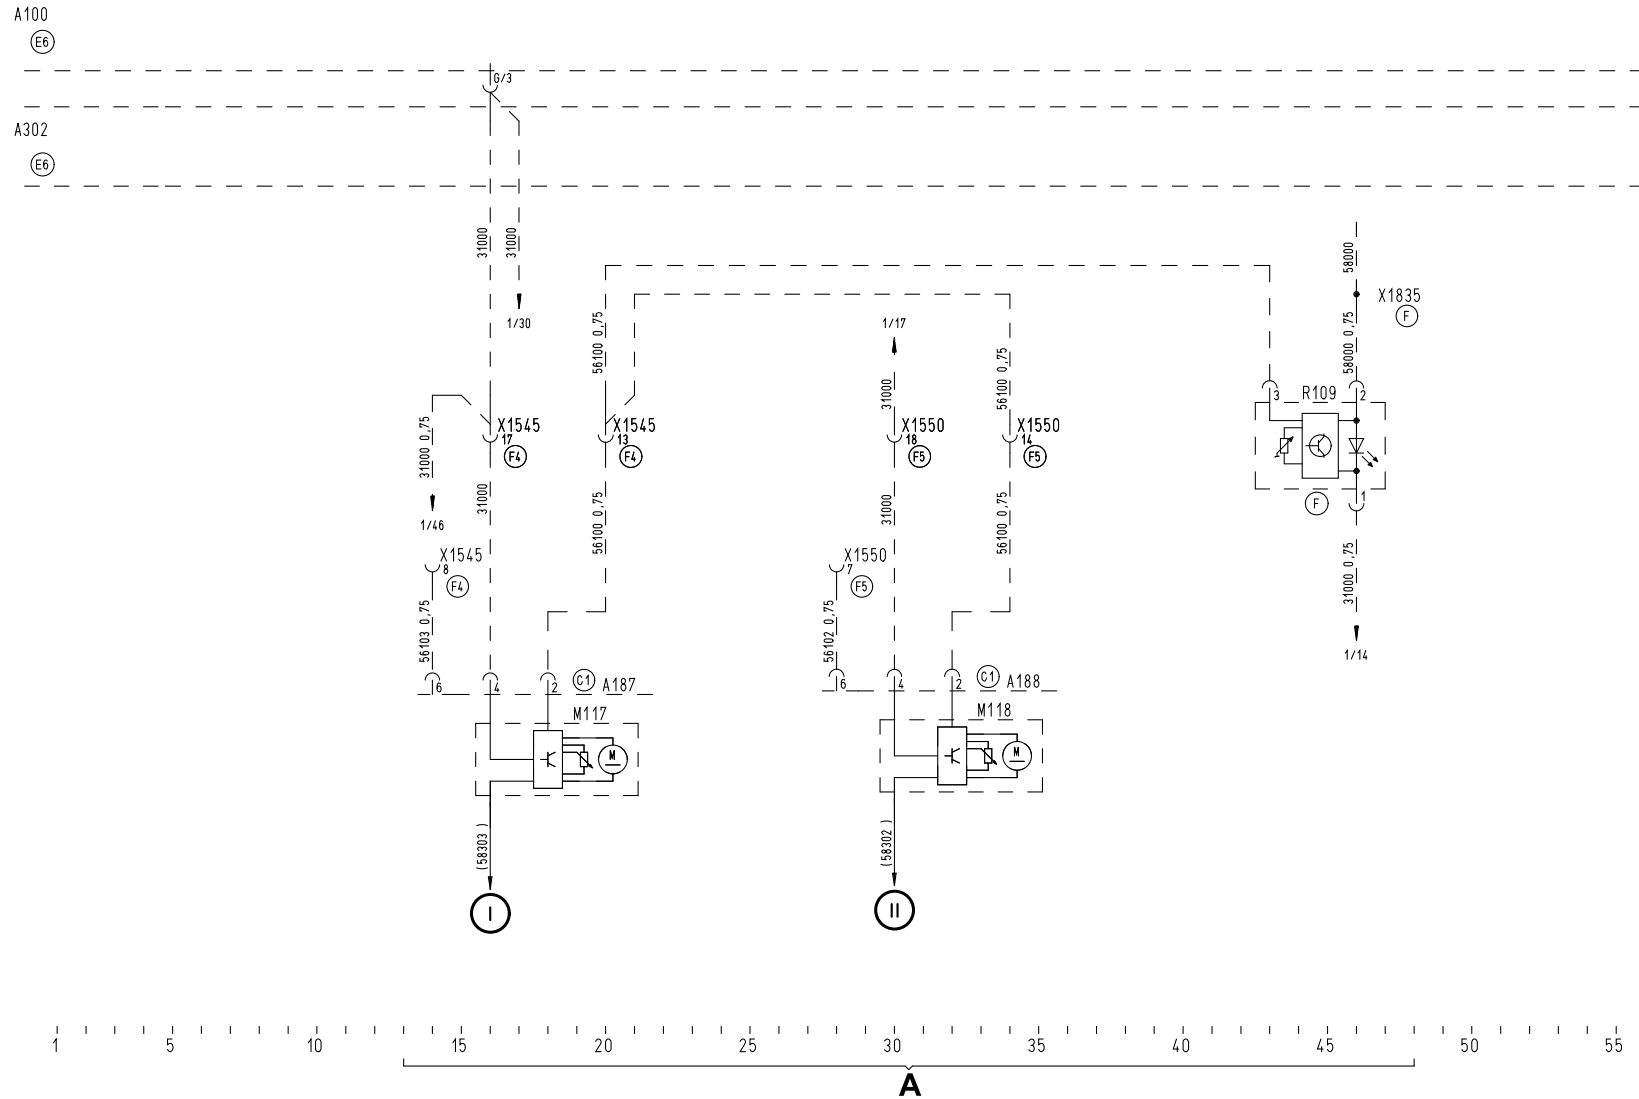 A100
E6
G/3
A302
E6
31000
31000
58000
X1835
F
1/30
1/17
56100 0,75
58000 0,75
56100 0,75
31000
3
R109
2
31000 0,75
X1545
17
F4
X1545
13
F4
X1550
18
F5
X1550
14
F5
F
1
31000
56100 0,75
31000
56100 0,75
1/46
X1545
8
F4
X1550
7
F5
31000 0,75
56103 0,75
56102 0,75
1/14
6
4
2
C1
A187
6
4
2
C1
A188
M117
M
M118
M
(58303 )
(58302 )
I
II
1 5 10 15 20 25 30 35 40 45 50 55
A